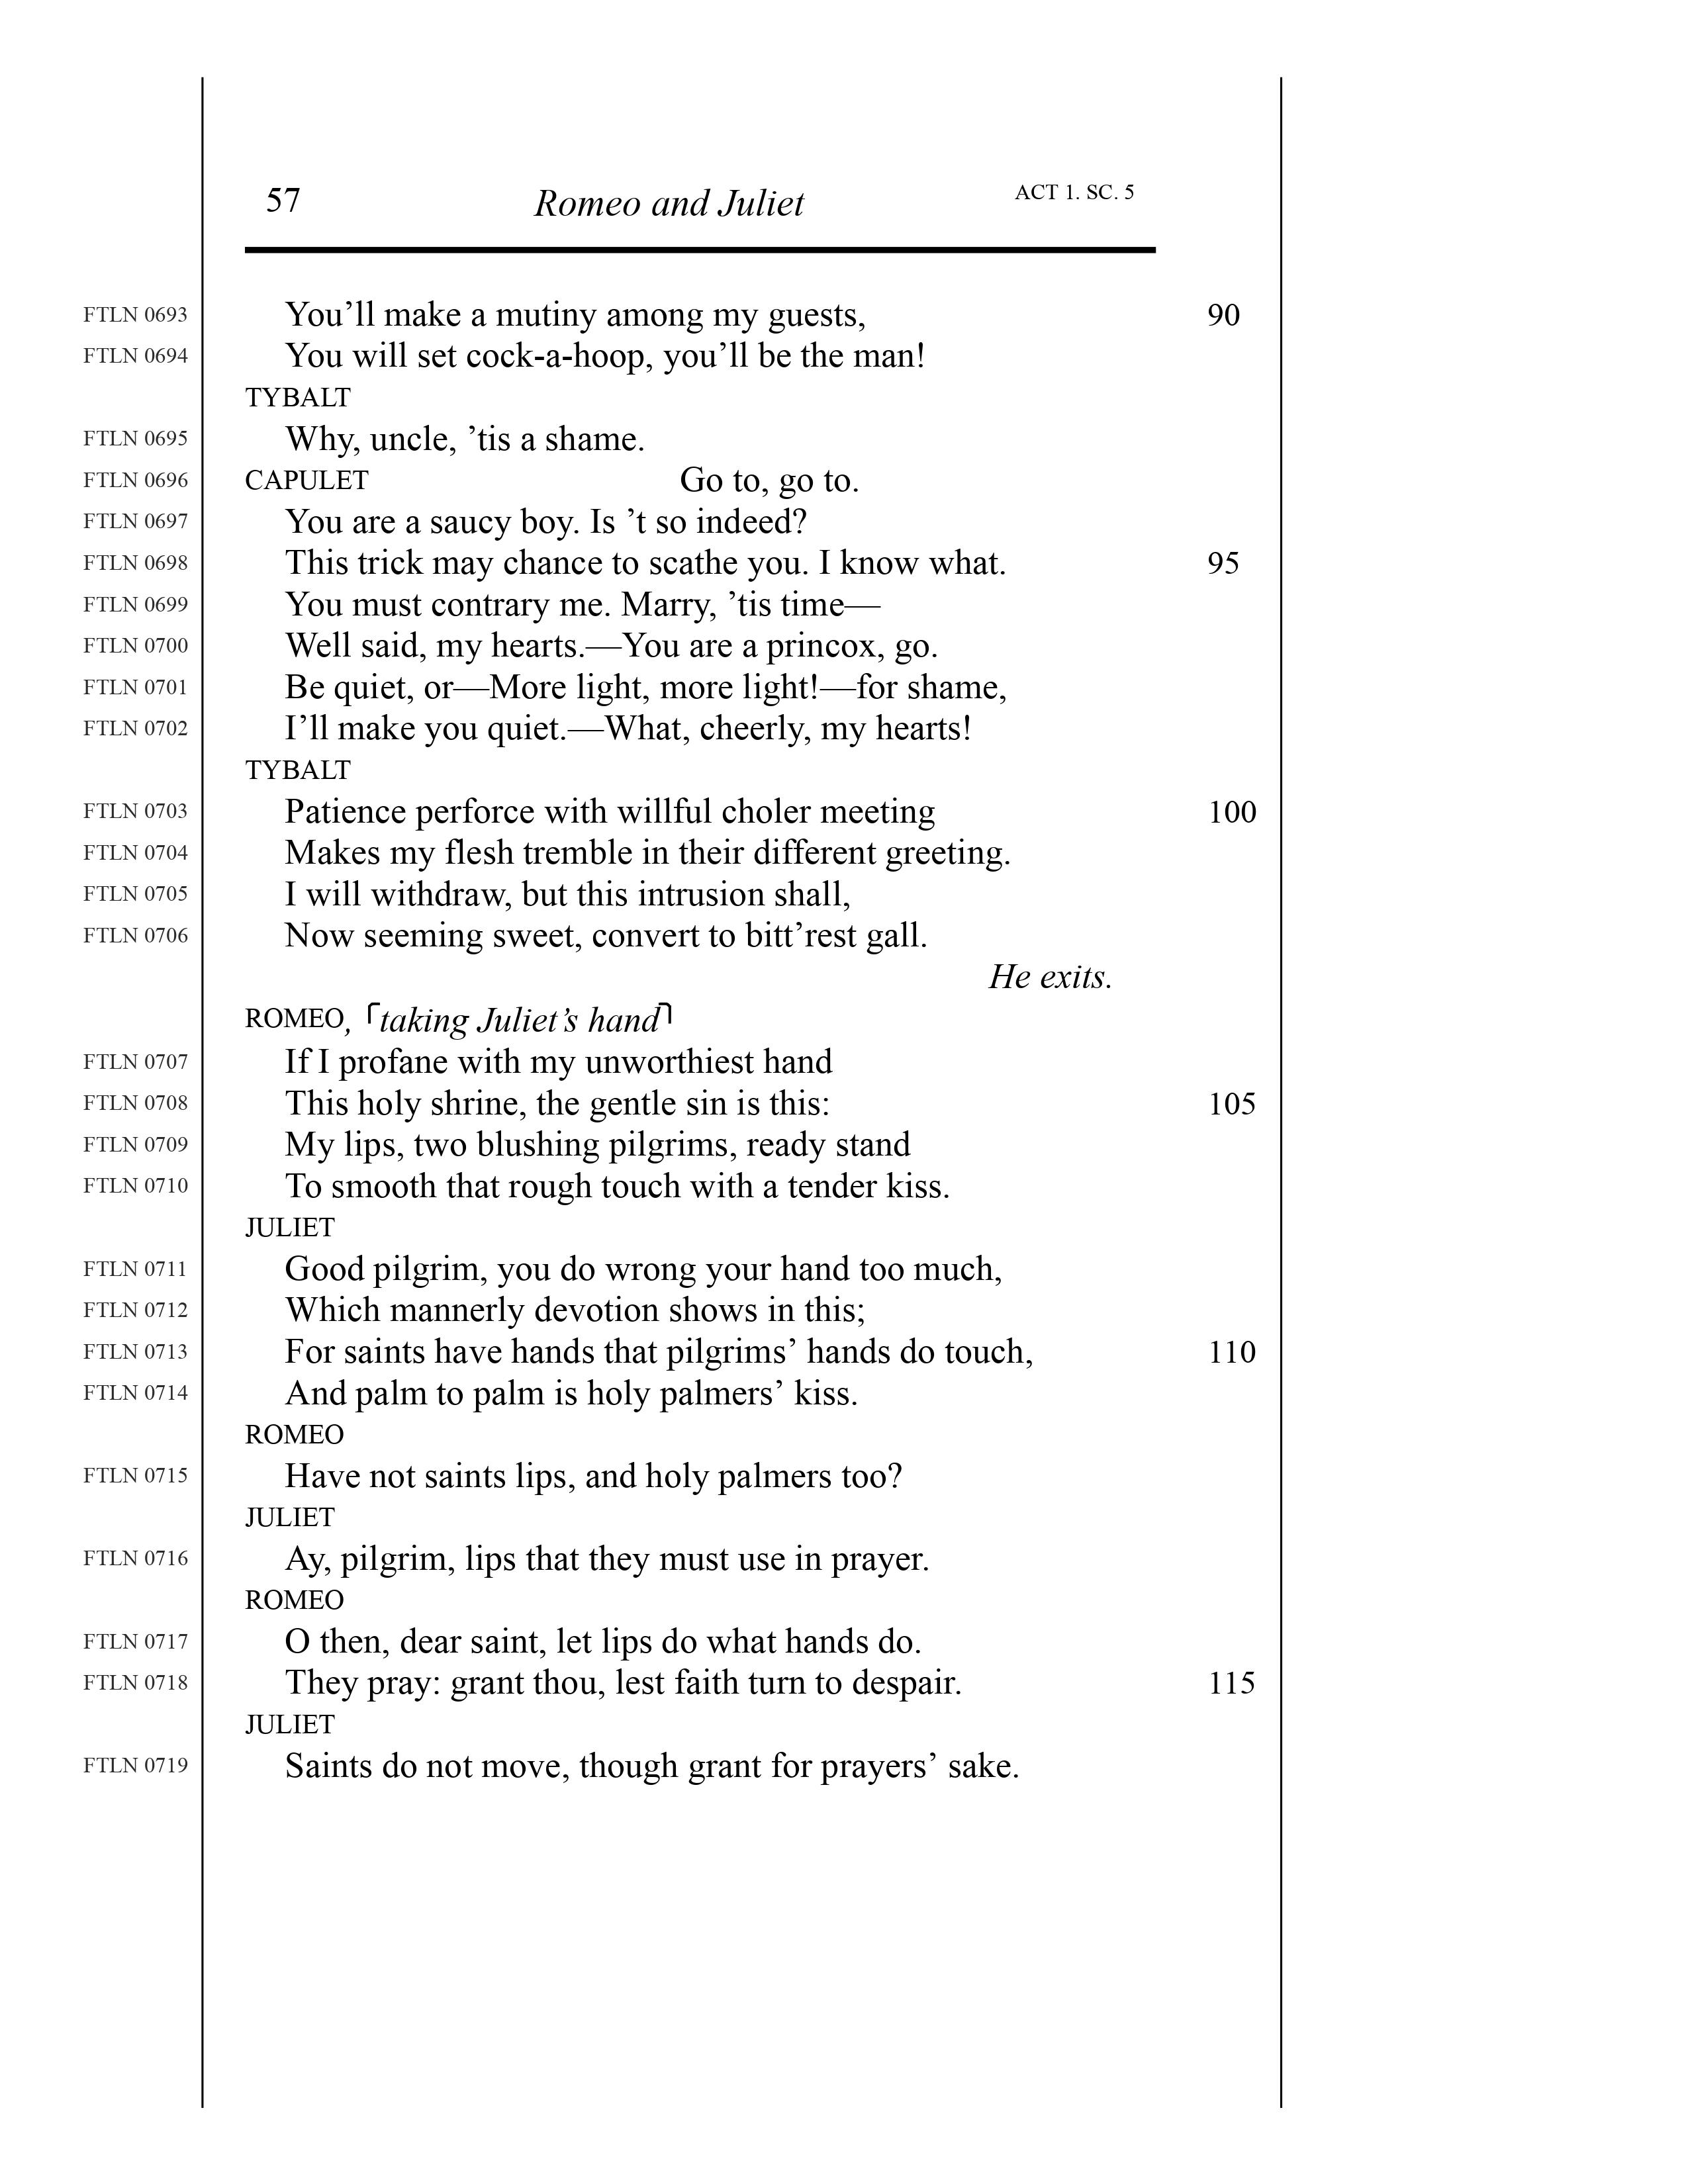 57 Romeo and Juliet ACT 1. SC. 5
FTLN 0693 You’ll make a mutiny among my guests, 90
FTLN 0694 You will set cock-a-hoop, you’ll be the man!
TYBALT
FTLN 0695 Why, uncle, ’tis a shame.
FTLN 0696 CAPULET Go to, go to.
FTLN 0697 You are a saucy boy. Is ’t so indeed?
FTLN 0698 This trick may chance to scathe you. I know what. 95
FTLN 0699 You must contrary me. Marry, ’tis time—
FTLN 0700 Well said, my hearts.—You are a princox, go.
FTLN 0701 Be quiet, or—More light, more light!—for shame,
FTLN 0702 I’ll make you quiet.—What, cheerly, my hearts!
TYBALT
FTLN 0703 Patience perforce with willful choler meeting 100
FTLN 0704 Makes my flesh tremble in their different greeting.
FTLN 0705 I will withdraw, but this intrusion shall,
FTLN 0706 Now seeming sweet, convert to bitt’rest gall.
He exits.
ROMEO, ⌜taking Juliet’s hand⌝
FTLN 0707 If I profane with my unworthiest hand
FTLN 0708 This holy shrine, the gentle sin is this: 105
FTLN 0709 My lips, two blushing pilgrims, ready stand
FTLN 0710 To smooth that rough touch with a tender kiss.
JULIET
FTLN 0711 Good pilgrim, you do wrong your hand too much,
FTLN 0712 Which mannerly devotion shows in this;
FTLN 0713 For saints have hands that pilgrims’ hands do touch, 110
FTLN 0714 And palm to palm is holy palmers’ kiss.
ROMEO
FTLN 0715 Have not saints lips, and holy palmers too?
JULIET
FTLN 0716 Ay, pilgrim, lips that they must use in prayer.
ROMEO
FTLN 0717 O then, dear saint, let lips do what hands do.
FTLN 0718 They pray: grant thou, lest faith turn to despair. 115
JULIET
FTLN 0719 Saints do not move, though grant for prayers’ sake.